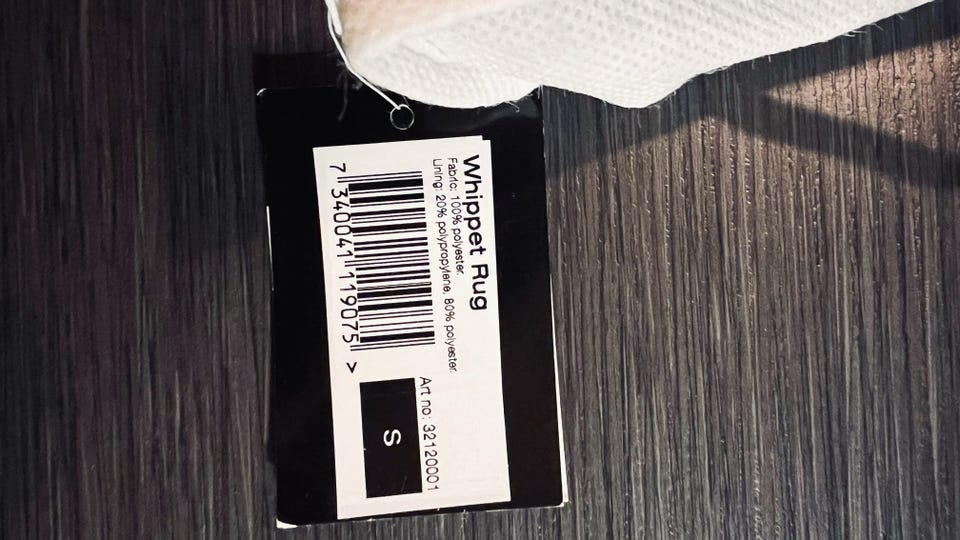 Whippet Rug
Fabric: 100% polyester.
Lining: 20% polypropylene, 80% polyester.
7 340041 119075 >
Art no: 32120001
S